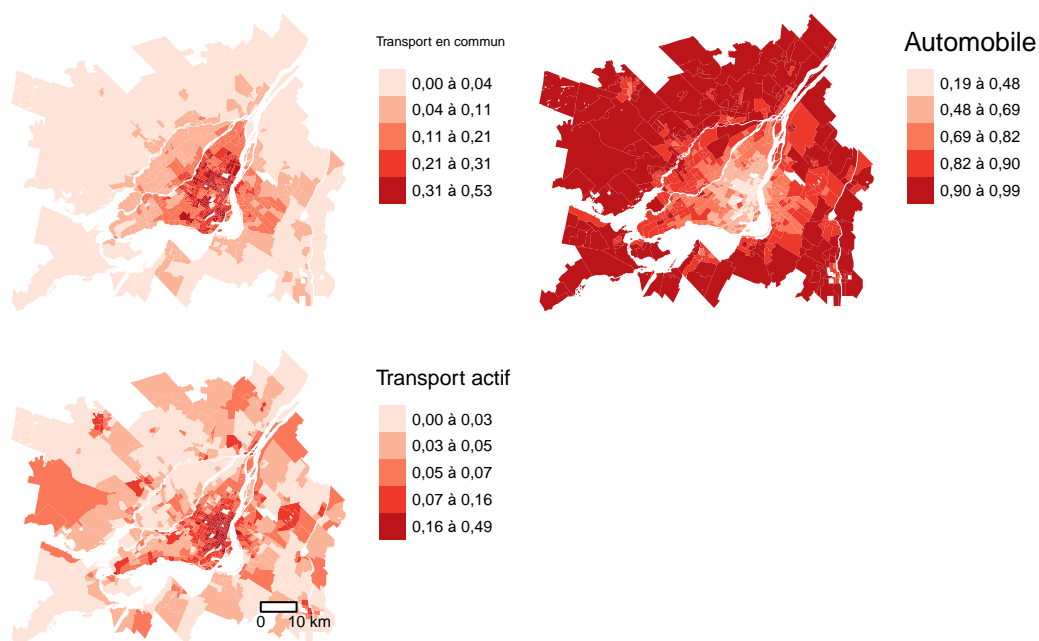 Transport en commun
0,00 à 0,04
0,04 à 0,11
0,11 à 0,21
0,21 à 0,31
0,31 à 0,53
Automobile
0,19 à 0,48
0,48 à 0,69
0,69 à 0,82
0,82 à 0,90
0,90 à 0,99
Transport actif
0,00 à 0,03
0,03 à 0,05
0,05 à 0,07
0,07 à 0,16
0,16 à 0,49
0 10 km